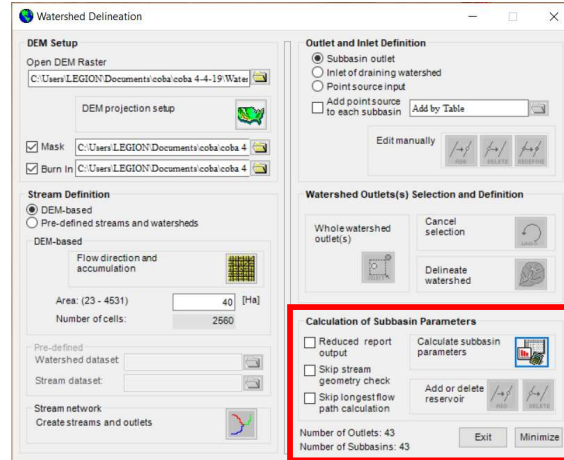 Watershed Delineation
DEM Setup
Open DEM Raster
C:\Users\LEGION\Documents\coba\coba 4-4-19\Water
DEM projection setup
Mask
C:\Users\LEGION\Documents\coba\coba 4
Burn In
C:\Users\LEGION\Documents\coba\coba 4
Stream Definition
DEM-based
Pre-defined streams and watersheds
DEM-based
Flow direction and
accumulation
Area: (23 - 4531)
40
[Ha]
Number of cells:
2560
Pre-defined
Watershed dataset:
Stream dataset:
Stream network
Create streams and outlets
Outlet and Inlet Definition
Subbasin outlet
Inlet of draining watershed
Point source input
Add point source
to each subbasin
Add by Table
Edit manually
ADD
DELETE
REDEFINE
Watershed Outlets(s) Selection and Definition
Whole watershed
outlet(s)
Cancel
selection
Delineate
watershed
Calculation of Subbasin Parameters
Reduced report
output
Skip stream
geometry check
Skip longest flow
path calculation
Calculate subbasin
parameters
Add or delete
reservoir
ADD
DELETE
Number of Outlets: 43
Number of Subbasins: 43
Exit
Minimize